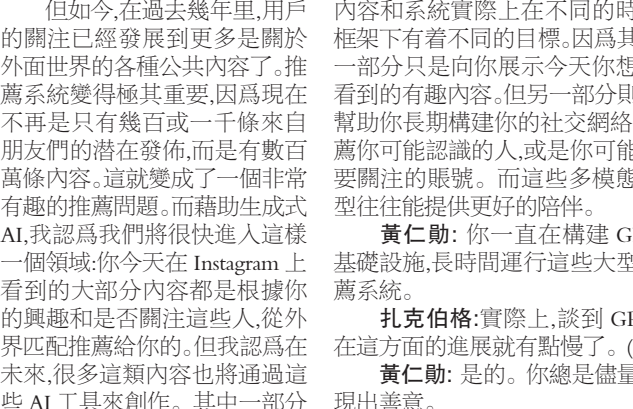 但如今,在過去幾年里,用戶
的關注已經發展到更多是關於
外面世界的各種公共內容了。推
薦系統變得極其重要,因爲現在
不再是只有幾百或一千條來自
朋友們的潜在發佈,而是有數百
萬條內容。這就變成了一個非常
有趣的推薦問題。而藉助生成式
AI,我認爲我們將很快進入這樣
一個領域:你今天在 Instagram 上
看到的大部分內容都是根據你
的興趣和是否關注這些人,從外
界匹配推薦給你的。但我認爲在
未來,很多這類內容也將通過這
些 AI 工具來創作。其中一部分
內容和系統實際上在不同的時
框架下有着不同的目標。因爲其
一部分只是向你展示今天你想
看到的有趣內容。但另一部分則
幫助你長期構建你的社交網絡
薦你可能認識的人,或是你可能
要關注的賬號。而這些多模態
型往往能提供更好的陪伴。
黃仁勛: 你一直在構建 G
基礎設施,長時間運行這些大型
薦系統。
扎克伯格:實際上,談到 GP
在這方面的進展就有點慢了。(
黃仁勛: 是的。你總是儘量
現出善意。